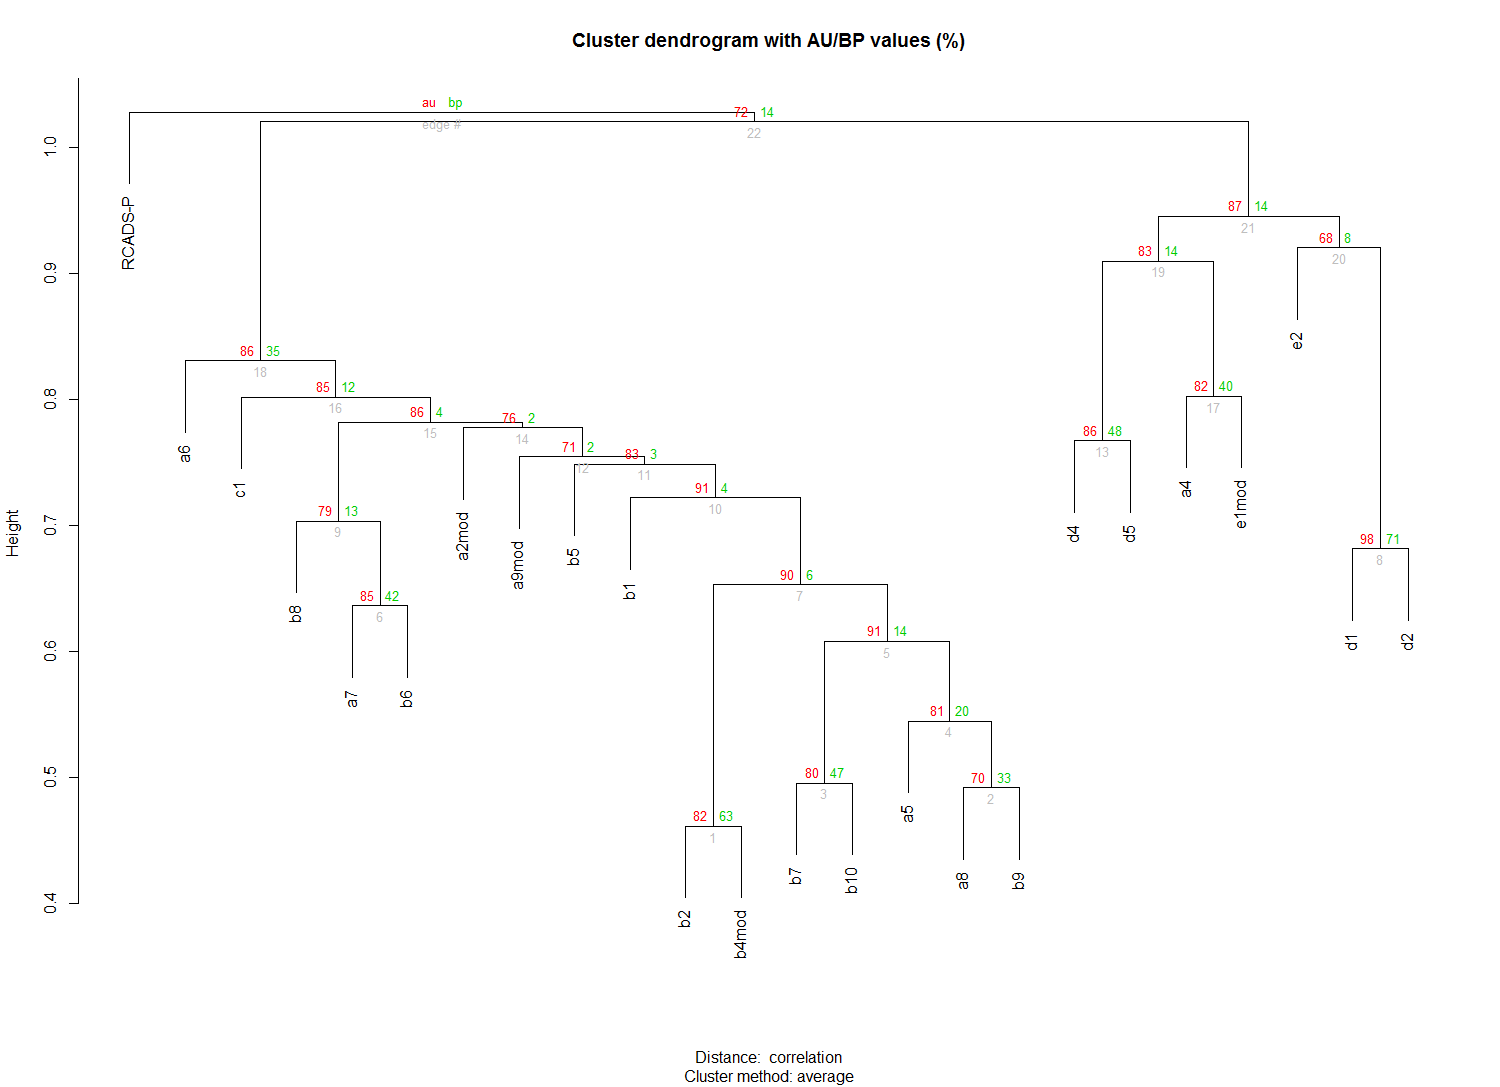 Cluster dendrogram with AU/BP values (%)
au bp
72 14
edge #
22
1.0
87 14
21
RCADS-P
68 8
83 14
20
19
0.9
e2
86 35
18
85 12
82 40
16
0.8
17
86 4
76 2
15
14
86 48
71 2
83 3
13
12
11
a6
c1
91 4
a4
e1mod
10
79 13
9
a2mod
a9mod
b5
d4
d5
0.7
Height
98 71
8
90 6
b1
7
85 42
b8
6
91 14
d1
d2
0.6
5
a7
b6
81 20
4
80 47
70 33
0.5
3
2
a5
82 63
1
b7
b10
a8
b9
0.4
b2
b4mod
Distance: correlation
Cluster method: average